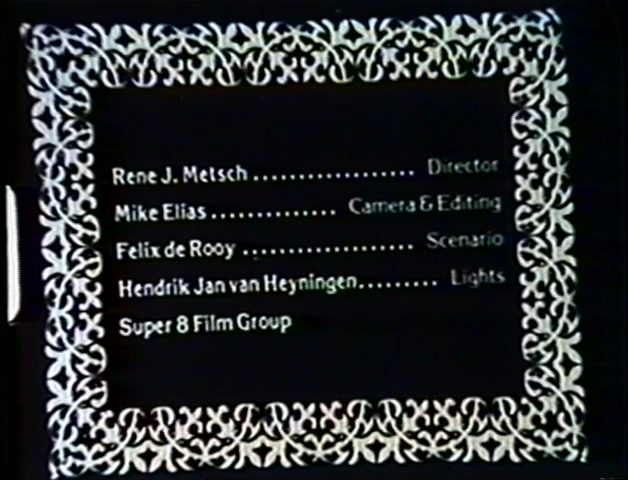 Rene J. Metsch .................. Director
Mike Elias .............. Camera & Editing
Felix de Rooy ................... Scenario
Hendrik Jan van Heyningen......... Lights
Super 8 Film Group